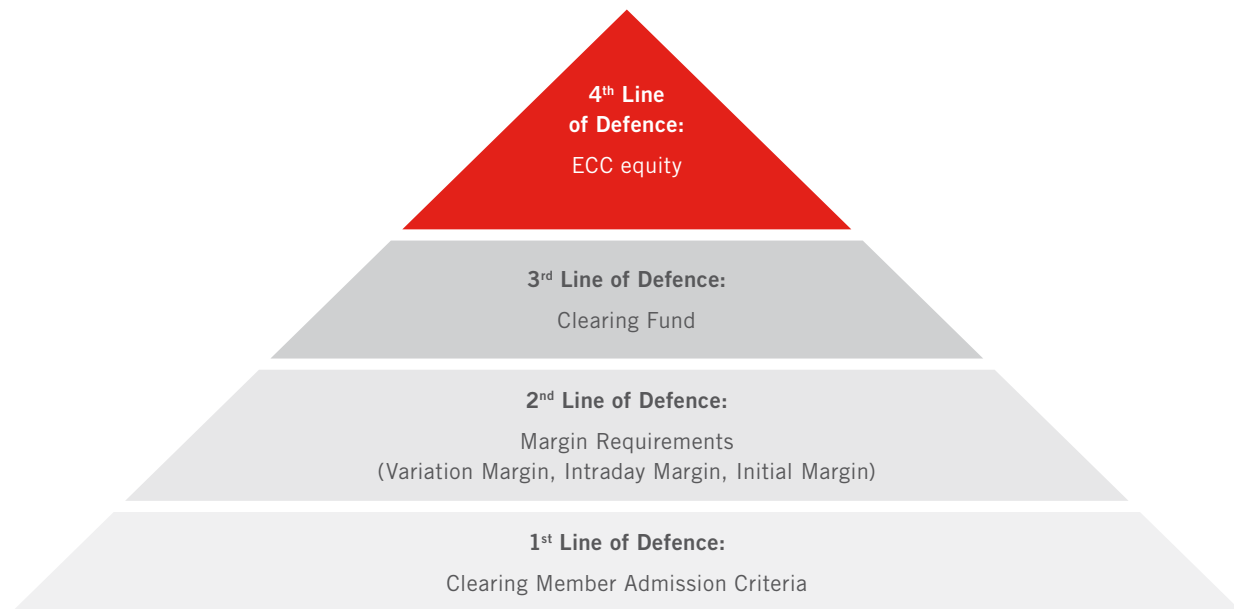 4th Line
of Defence:
ECC equity
3rd Line of Defence:
Clearing Fund
2nd Line of Defence:
Margin Requirements
(Variation Margin, Intraday Margin, Initial Margin)
1st Line of Defence:
Clearing Member Admission Criteria